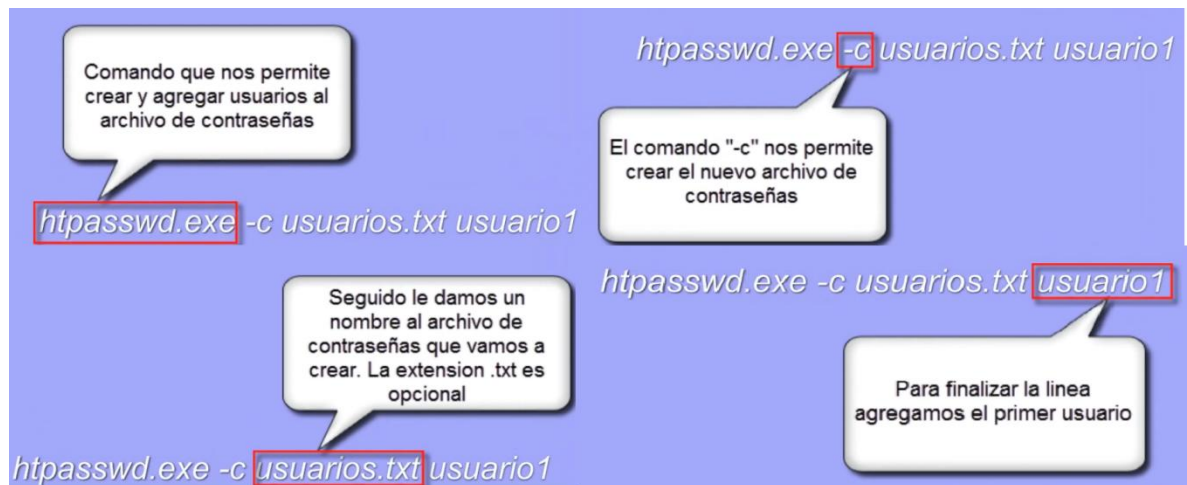 Comando que nos permite
crear y agregar usuarios al
archivo de contraseñas
htpasswd.exe -c usuarios.txt usuario1
htpasswd.exe -c usuarios.txt usuario1
El comando "-c" nos permite
crear el nuevo archivo de
contraseñas
Seguido le damos un
nombre al archivo de
contraseñas que vamos a
crear. La extension .txt es
opcional
htpasswd.exe -c usuarios.txt usuario1
htpasswd.exe -c usuarios.txt usuario1
Para finalizar la linea
agregamos el primer usuario